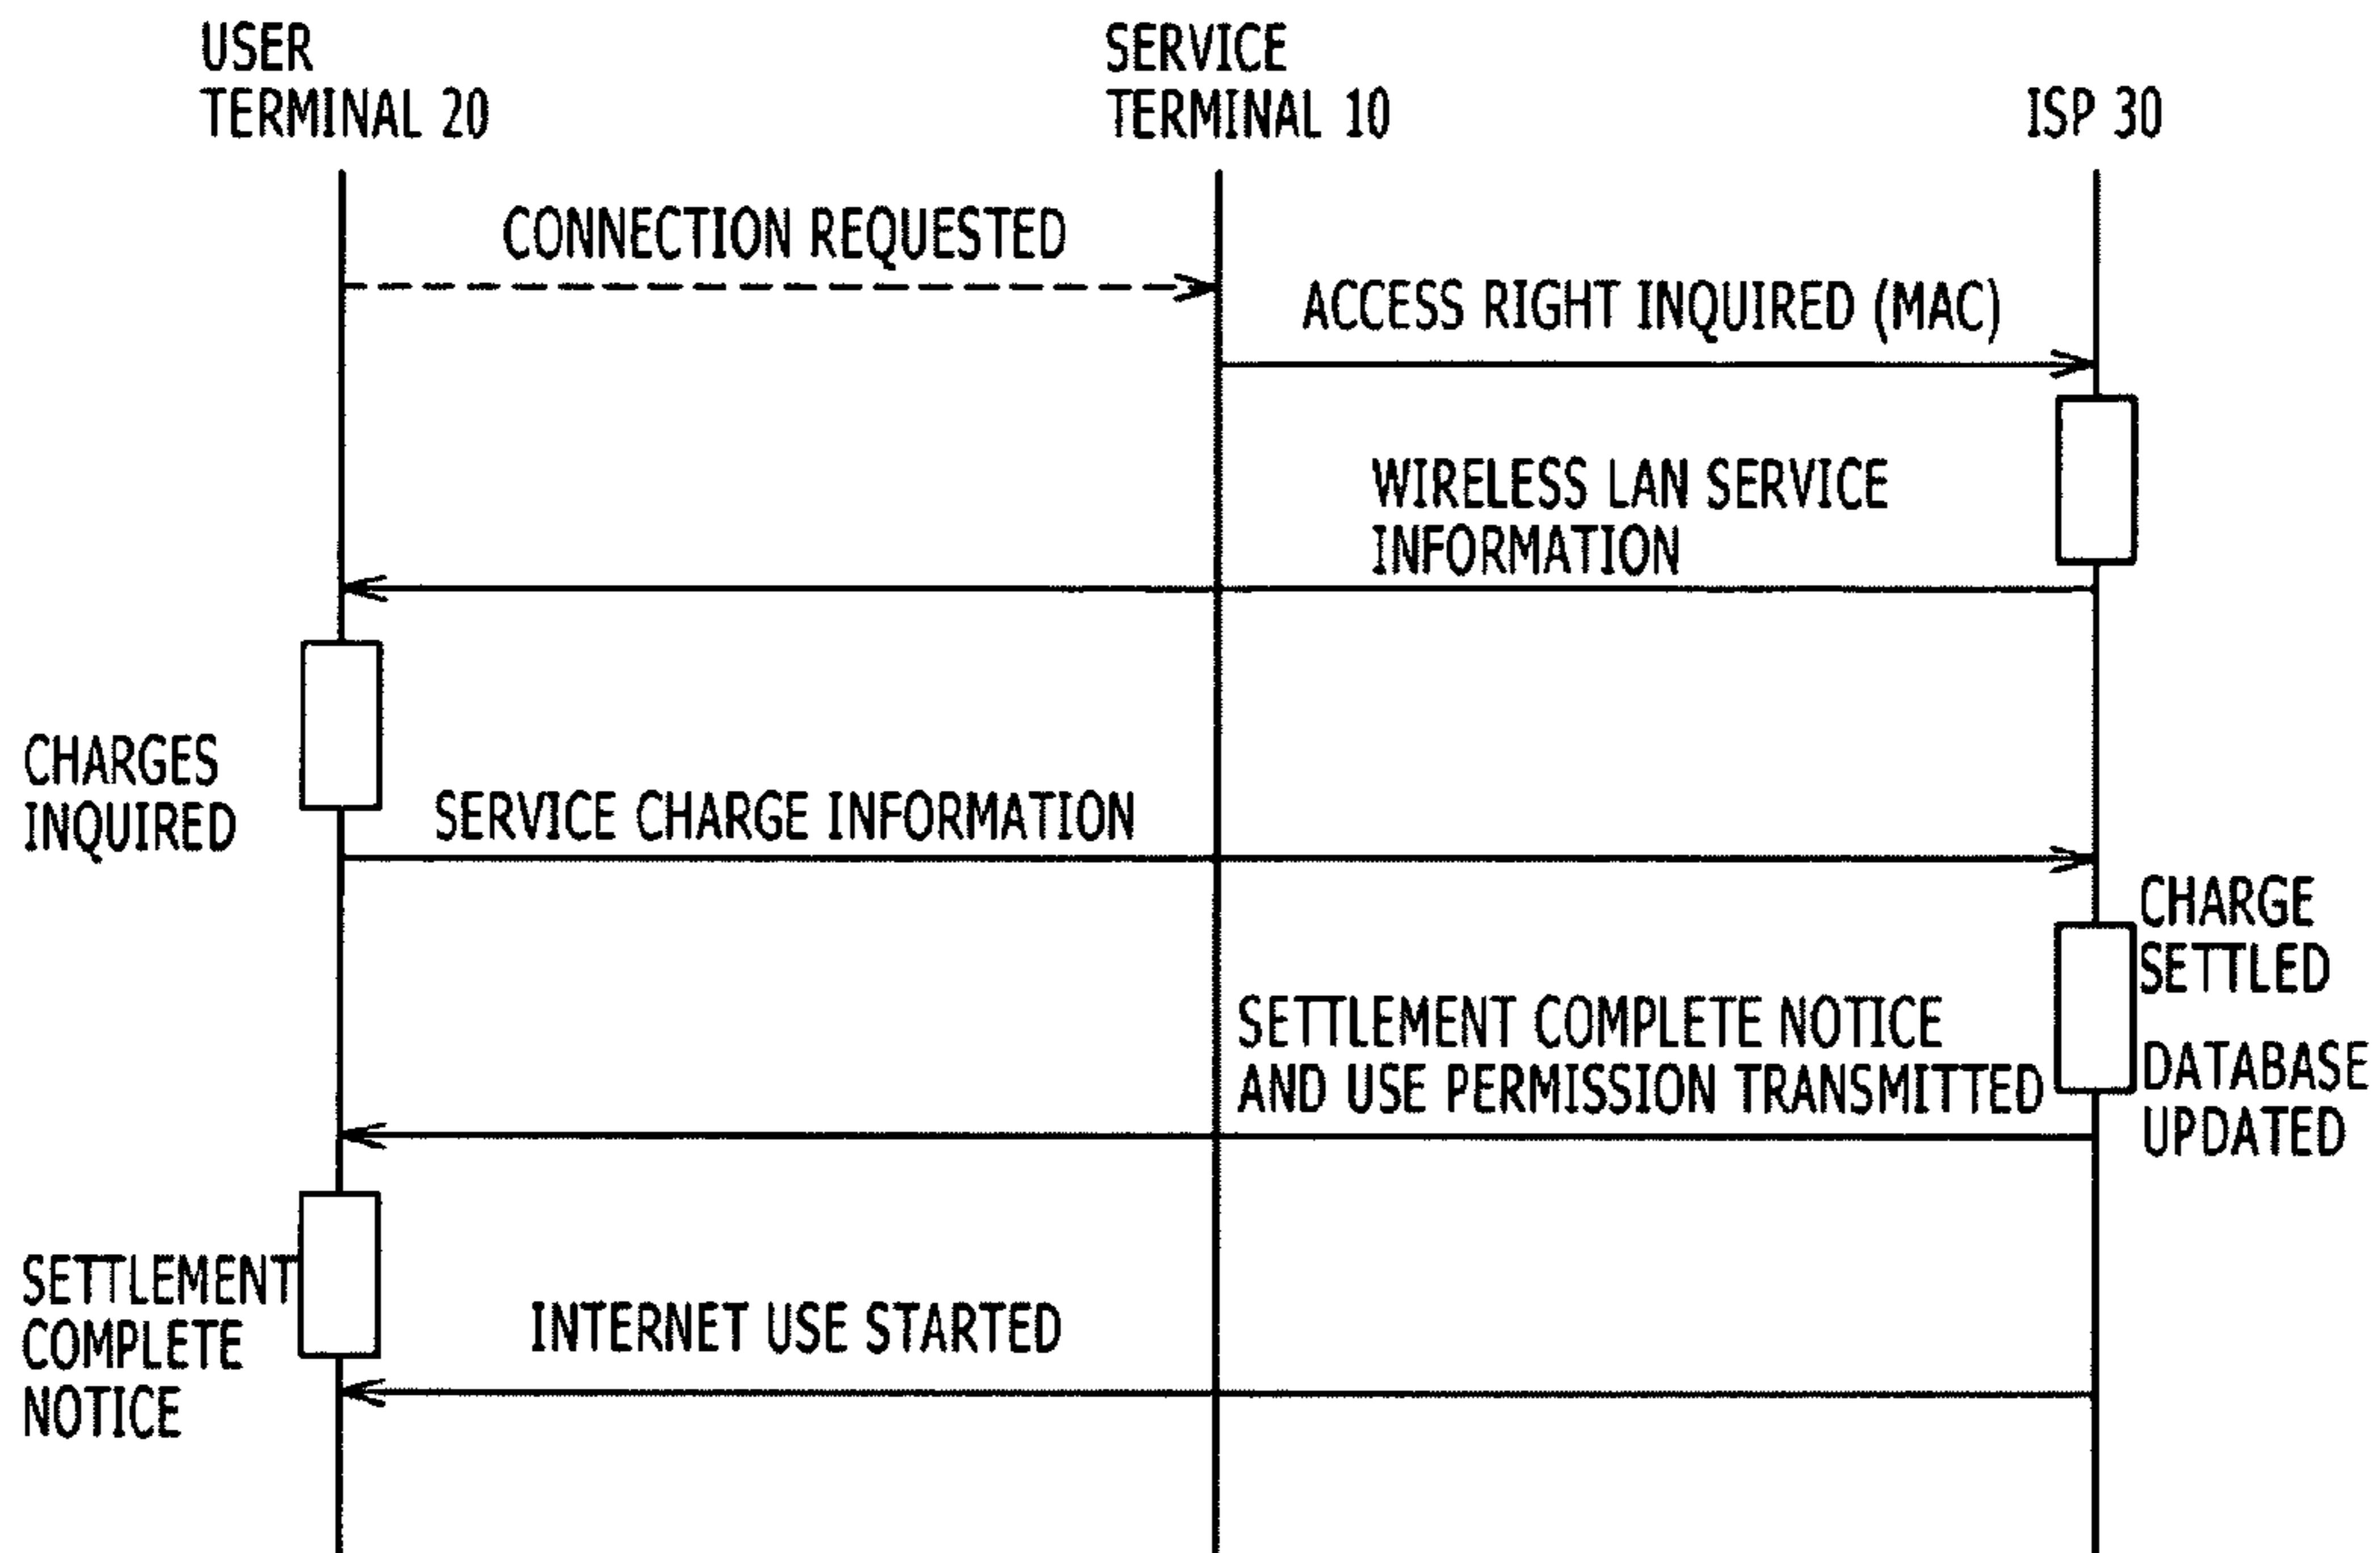 USER
TERMINAL 20
SERVICE
TERMINAL 10
ISP 30
CONNECTION REQUESTED
ACCESS RIGHT INQUIRED (MAC)
WIRELESS LAN SERVICE
INFORMATION
CHARGES
INQUIRED
SERVICE CHARGE INFORMATION
CHARGE
SETTLED
SETTLEMENT COMPLETE NOTICE
AND USE PERMISSION TRANSMITTED
DATABASE
UPDATED
SETTLEMENT
COMPLETE
NOTICE
INTERNET USE STARTED